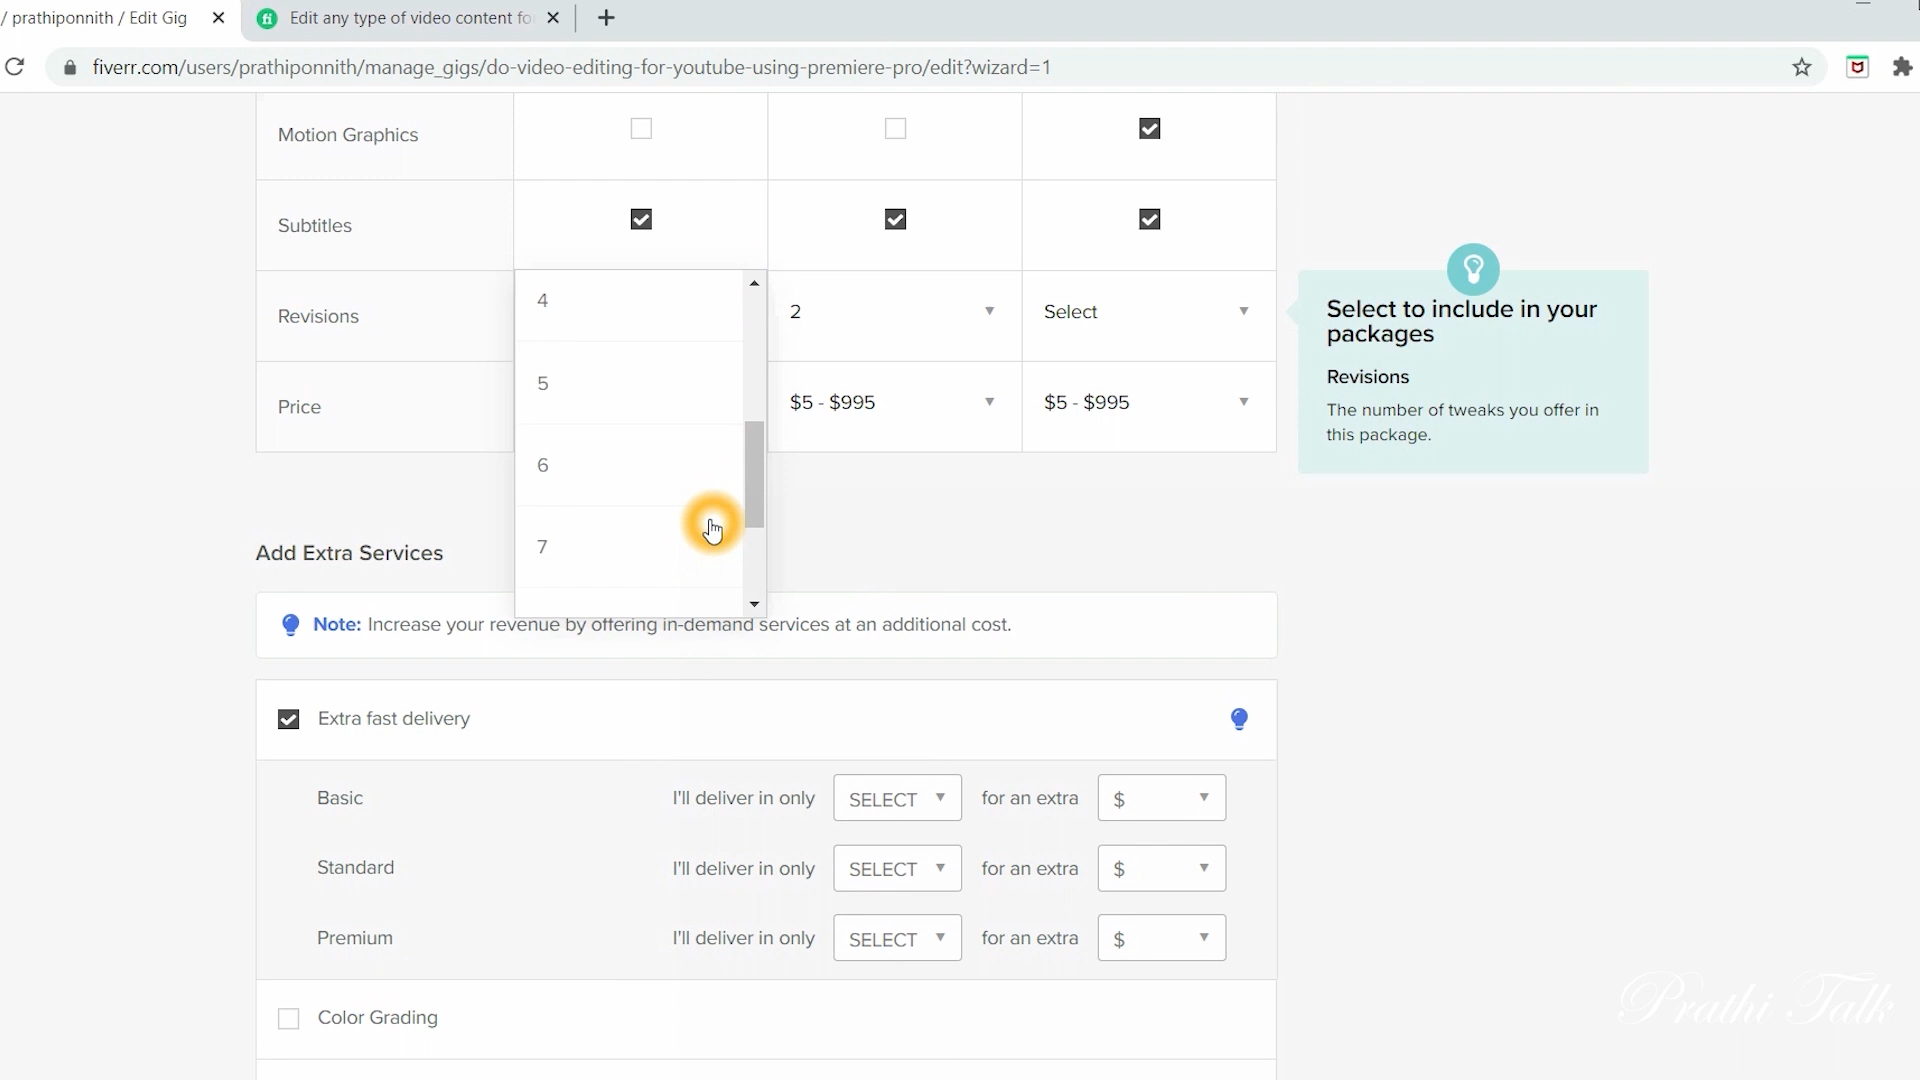 / prathiponnith / Edit Gig
fi Edit any type of video content fo
fiverr.com/users/prathiponnith/manage_gigs/do-video-editing-for-youtube-using-premiere-pro/edit?wizard=1
Motion Graphics
Subtitles
Revisions
4
5
6
7
2
Select
Price
$5 - $995
$5 - $995
Select to include in your
packages
Revisions
The number of tweaks you offer in
this package.
Add Extra Services
Note: Increase your revenue by offering in-demand services at an additional cost.
Extra fast delivery
Basic I'll deliver in only SELECT for an extra $
Standard I'll deliver in only SELECT for an extra $
Premium I'll deliver in only SELECT for an extra $
Color Grading
Prathi Talk